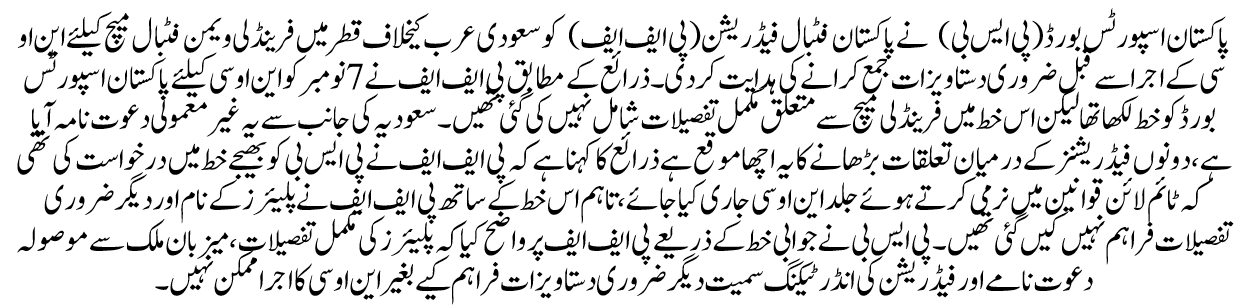 پاکستان اسپورٹس بورڈ (پی ایس بی) نے پاکستان فٹبال فیڈریشن (پی ایف ایف) کو سعودی عرب کیخلاف قطر میں فرینڈلی ویمن فٹبال میچ کیلئے این او
سی کے اجرا سے قبل ضروری دستاویزات جمع کرانے کی ہدایت کردی۔ ذرائع کے مطابق پی ایف ایف نے 7 نومبر کو این او سی کیلئے پاکستان اسپورٹس
بورڈ کو خط لکھا تھا لیکن اس خط میں فرینڈلی میچ سے متعلق مکمل تفصیلات شامل نہیں کی گئی تھیں۔ سعودیہ کی جانب سے یہ غیر معمولی دعوت نامہ آیا
ہے، دونوں فیڈریشنز کے درمیان تعلقات بڑھانے کا یہ اچھا موقع ہے ذرائع کا کہنا ہے کہ پی ایف ایف نے پی ایس بی کو بھیجے خط میں درخواست کی تھی
کہ ٹائم لائن قوانین میں نرمی کرتے ہوئے جلد این او سی جاری کیا جائے، تاہم اس خط کے ساتھ پی ایف ایف نے پلیئرز کے نام اور دیگر ضروری
تفصیلات فراہم نہیں کیں گئی تھیں۔ پی ایس بی نے جوابی خط کے ذریعے پی ایف ایف پر واضح کیا کہ پلیئرز کی مکمل تفصیلات، میزبان ملک سے موصولہ
دعوت نامے اور فیڈریشن کی انڈرٹیکنگ سمیت دیگر ضروری دستاویزات فراہم کیے بغیر این او سی کا اجرا ممکن نہیں۔